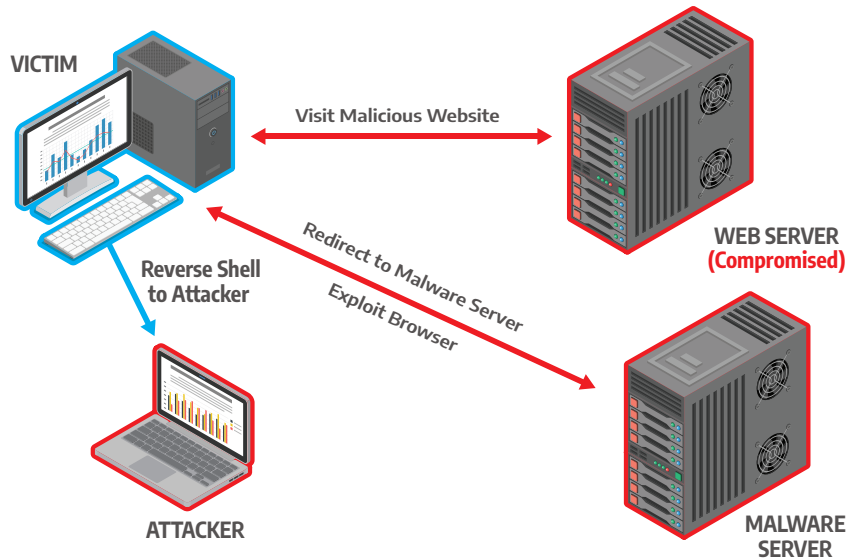 VICTIM
Visit Malicious Website
WEB SERVER
(Compromised)
Redirect to Malware Server
Exploit Browser
Reverse Shell
to Attacker
ATTACKER
MALWARE
SERVER